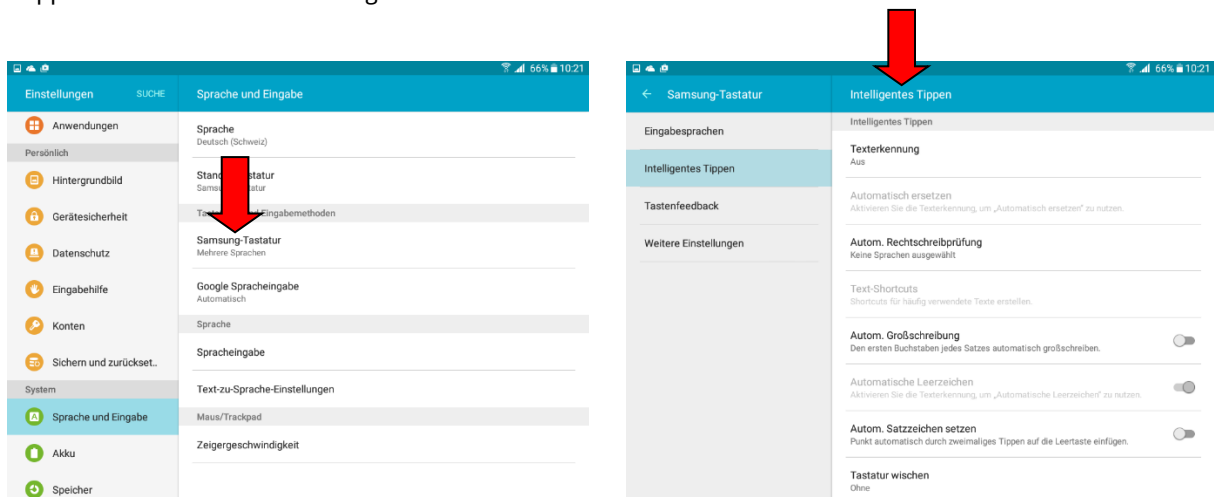 66% 10:21
Einstellungen SUCHE
Sprache und Eingabe
Anwendungen
Persönlich
Hintergrundbild
Gerätesicherheit
Datenschutz
Eingabehilfe
Konten
Sichern und zurückset..
System
Sprache und Eingabe
Akku
Speicher
Sprache
Deutsch (Schweiz)
Samsung-Tastatur
Mehrere Sprachen
Google Spracheingabe
Automatisch
Sprache
Spracheingabe
Text-zu-Sprache-Einstellungen
Maus/Trackpad
Zeigergeschwindigkeit
66% 10:21
Samsung-Tastatur
Intelligentes Tippen
Eingabesprachen
Intelligentes Tippen
Tastenfeedback
Weitere Einstellungen
Intelligentes Tippen
Texterkennung
Aus
Automatisch ersetzen
Aktivieren Sie die Texterkennung, um „Automatisch ersetzen" zu nutzen.
Autom. Rechtschreibprüfung
Keine Sprachen ausgewählt
Text-Shortcuts
Shortcuts für häufig verwendete Texte erstellen.
Autom. Großschreibung
Den ersten Buchstaben jedes Satzes automatisch großschreiben.
Automatische Leerzeichen
Aktivieren Sie die Texterkennung, um „Automatische Leerzeichen" zu nutzen.
Autom. Satzzeichen setzen
Punkt automatisch durch zweimaliges Tippen auf die Leertaste einfügen.
Tastatur wischen
Ohne